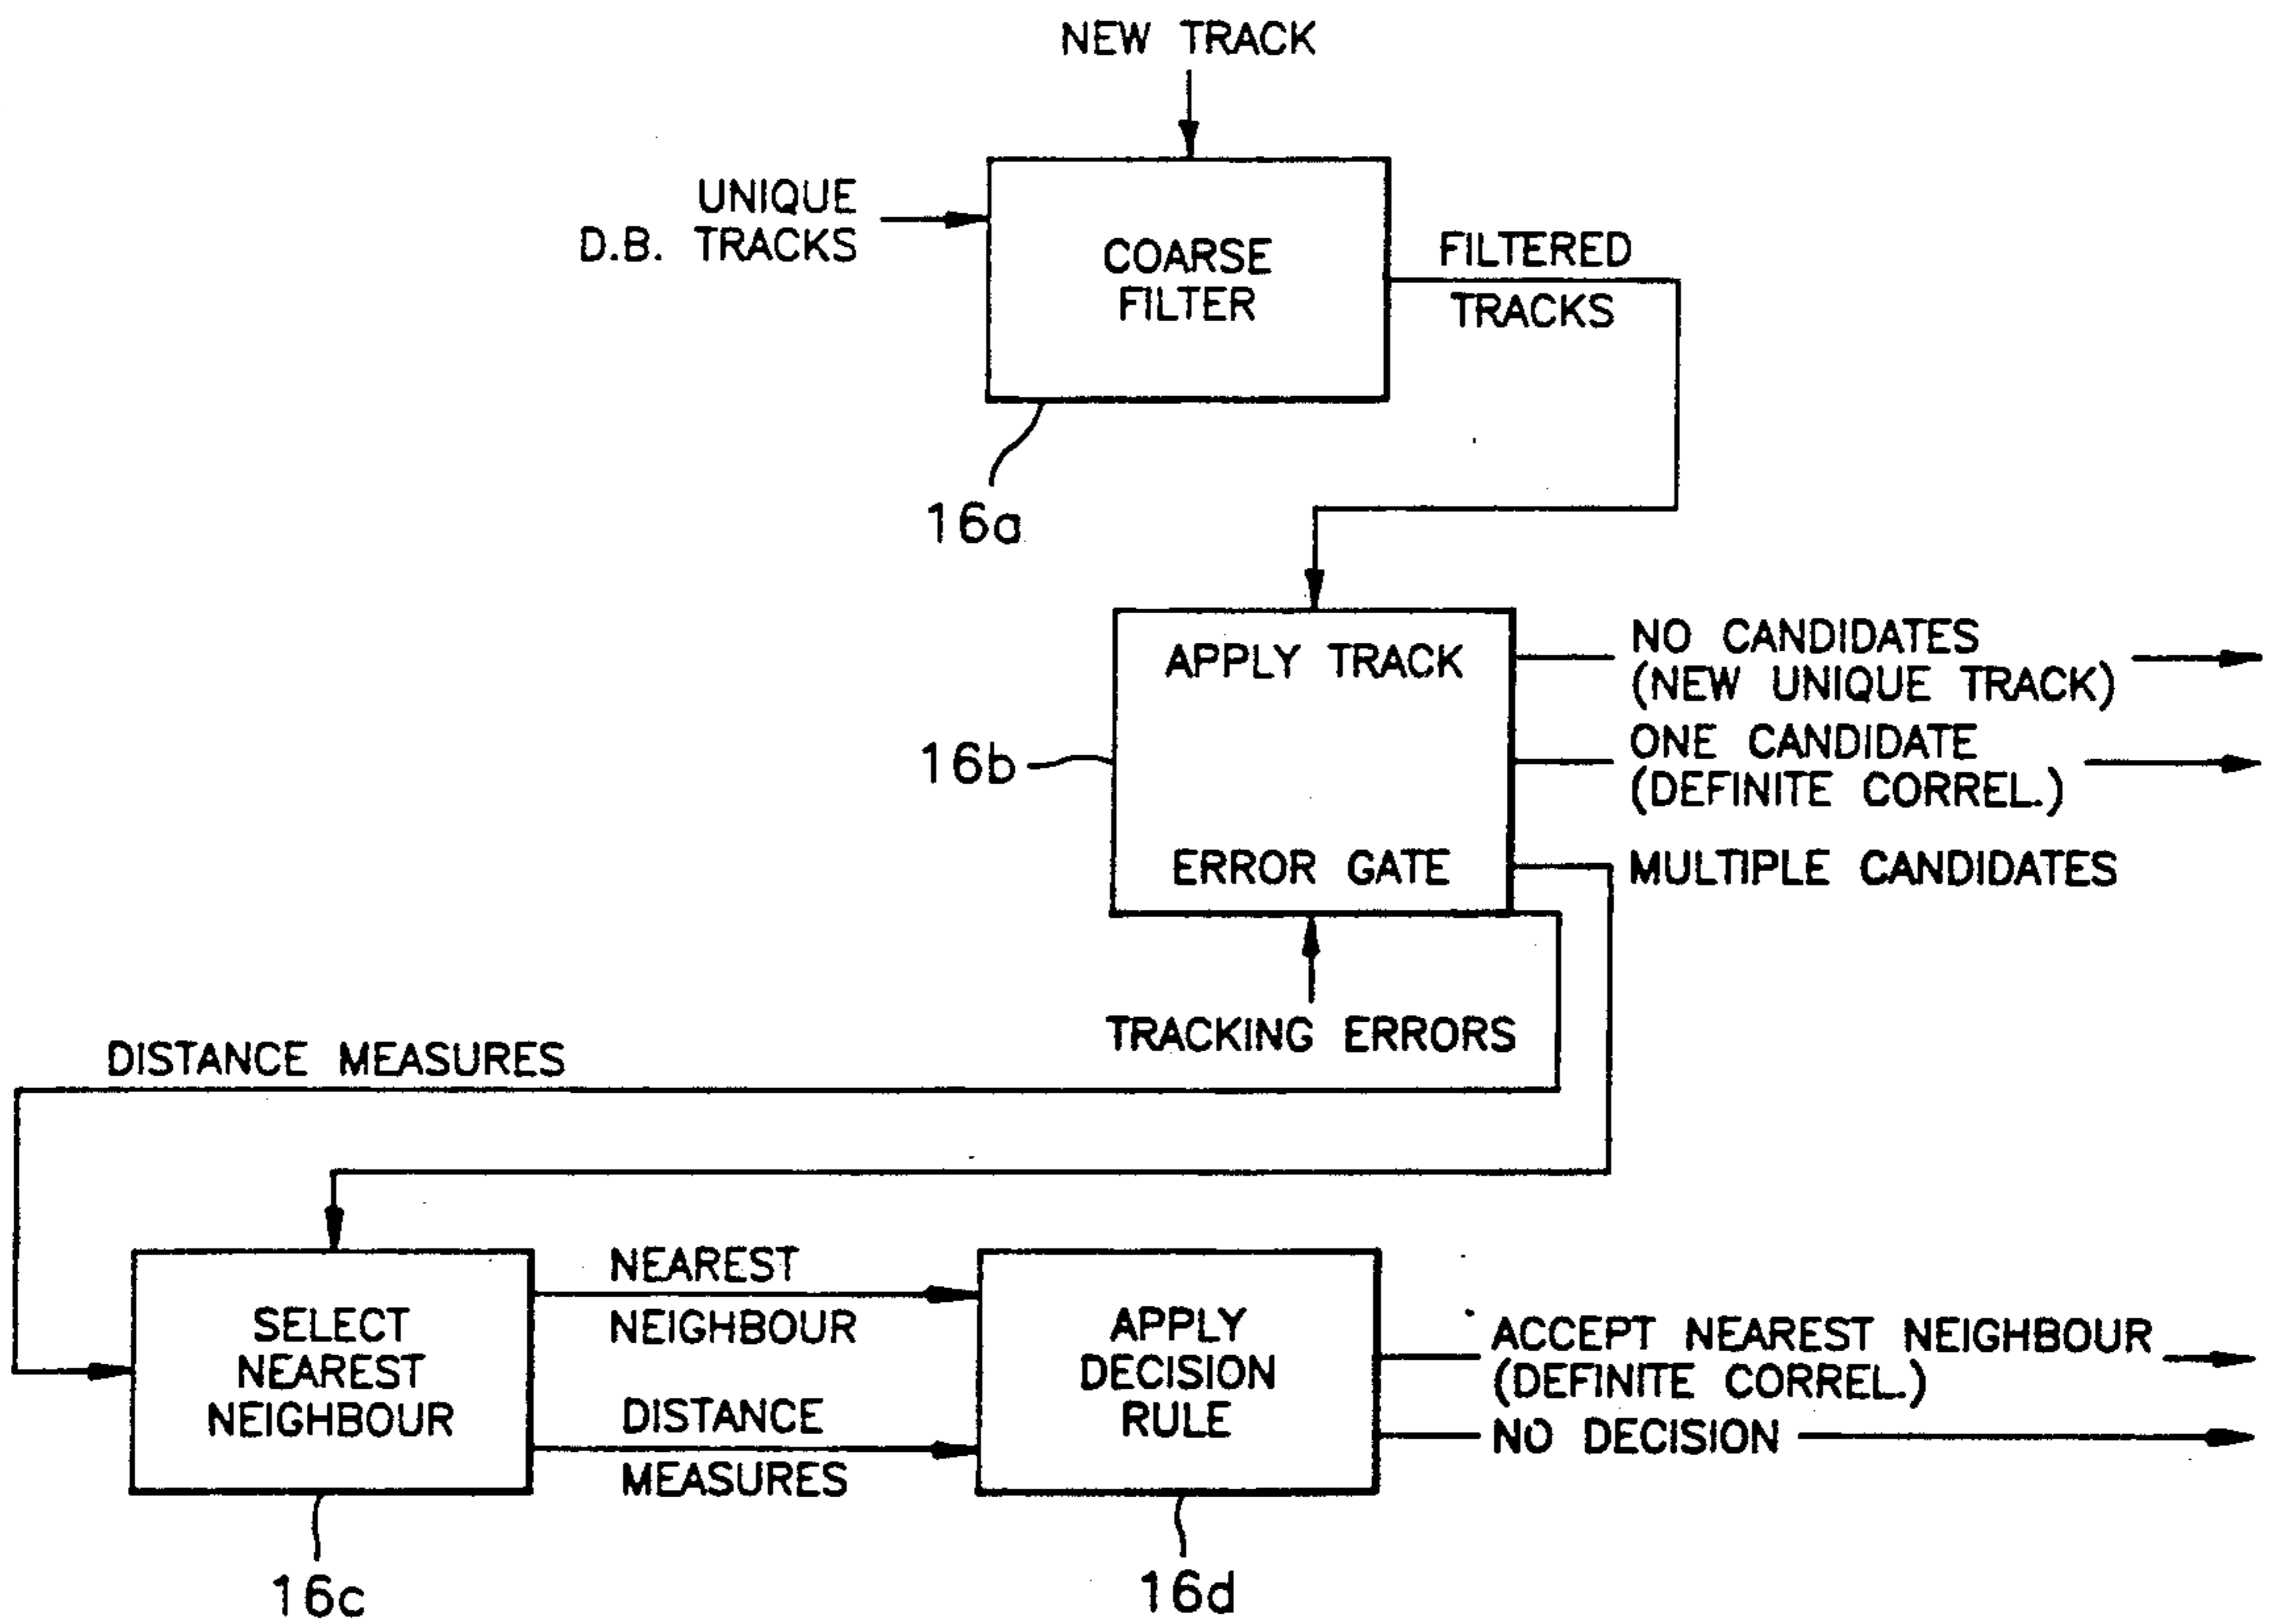 NEW TRACK
UNIQUE
D.B. TRACKS
COARSE
FILTER
FILTERED
TRACKS
16a
APPLY TRACK
ERROR GATE
16b
NO CANDIDATES
(NEW UNIQUE TRACK)
ONE CANDIDATE
(DEFINITE CORREL.)
MULTIPLE CANDIDATES
TRACKING ERRORS
DISTANCE MEASURES
SELECT
NEAREST
NEIGHBOUR
NEAREST
NEIGHBOUR
DISTANCE
MEASURES
APPLY
DECISION
RULE
ACCEPT NEAREST NEIGHBOUR
(DEFINITE CORREL.)
NO DECISION
16c
16d